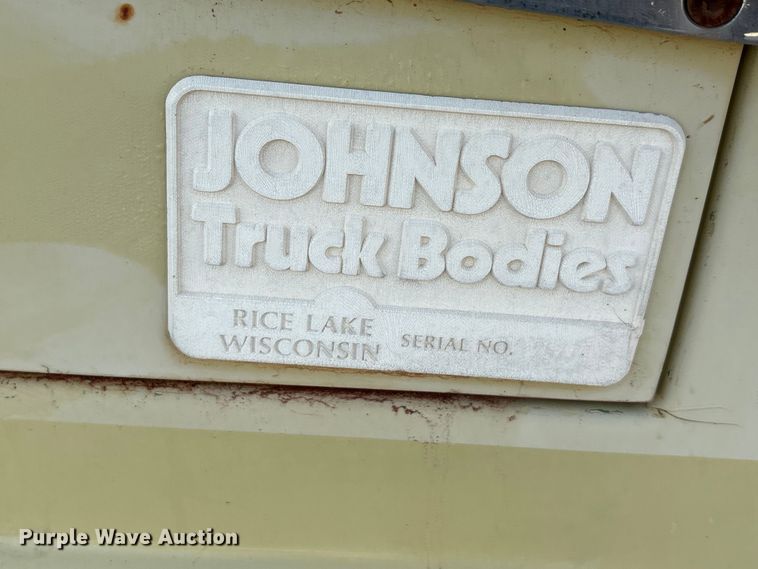 JOHNSON
Truck Bodies
RICE LAKE
WISCONSIN
SERIAL NO.
Purple Wave Auction